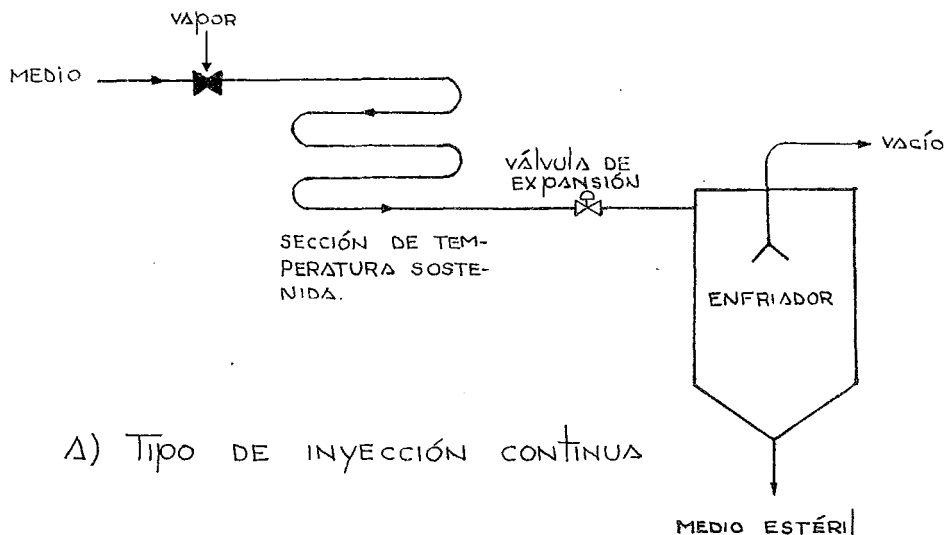 VAPOR
MEDIO
VACÍO
VÁLVULA DE
EXPANSIÓN
SECCIÓN DE TEM-
PERATURA SOSTE-
NIDA.
ENFRIADOR
A) TIPO DE INYECCIÓN CONTINUA
MEDIO ESTÉRIL